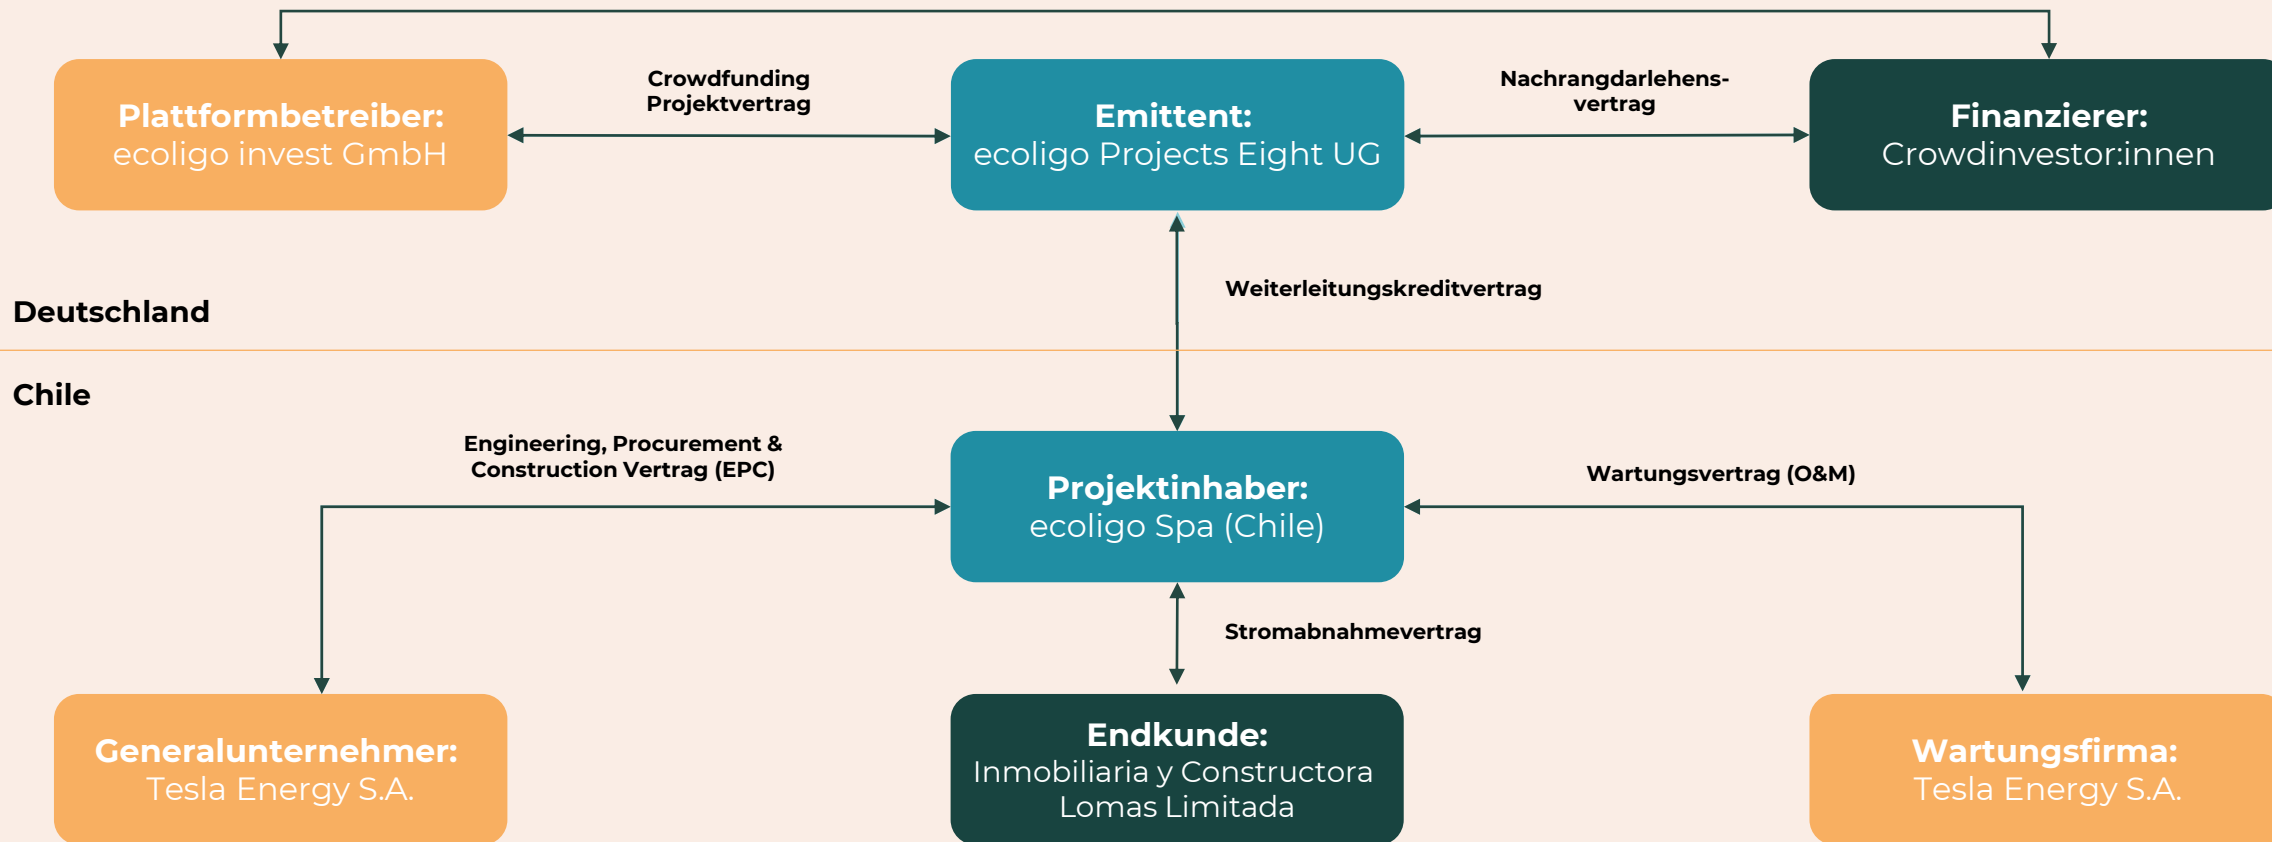 Crowdfunding
Projektvertrag
Nachrangdarlehens-
vertrag
Plattformbetreiber:
ecoligo invest GmbH
Emittent:
ecoligo Projects Eight UG
Finanzierer:
Crowdinvestor:innen
Weiterleitungskreditvertrag
Deutschland
Chile
Engineering, Procurement &
Construction Vertrag (EPC)
Wartungsvertrag (O&M)
Projektinhaber:
ecoligo Spa (Chile)
Stromabnahmevertrag
Generalunternehmer:
Tesla Energy S.A.
Endkunde:
Inmobiliaria y Constructora
Lomas Limitada
Wartungsfirma:
Tesla Energy S.A.